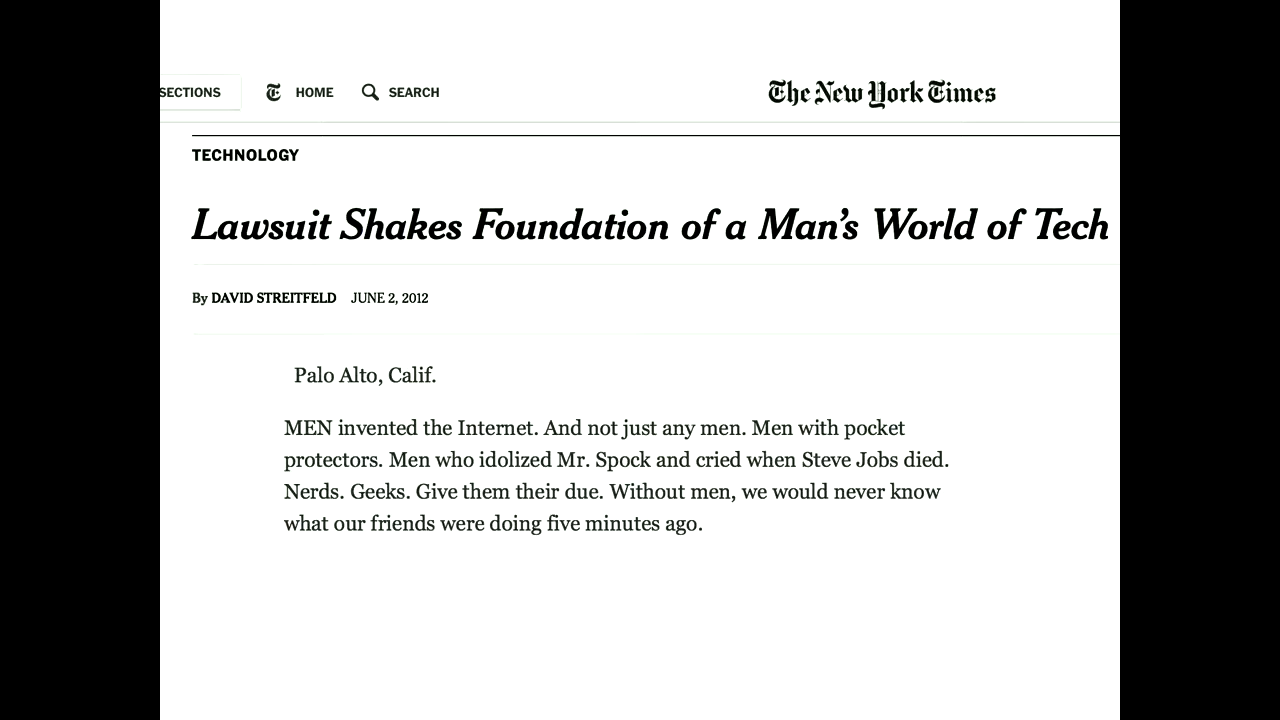 SECTIONS HOME SEARCH The New York Times
TECHNOLOGY
Lawsuit Shakes Foundation of a Man’s World of Tech
By DAVID STREITFELD JUNE 2, 2012
Palo Alto, Calif.
MEN invented the Internet. And not just any men. Men with pocket
protectors. Men who idolized Mr. Spock and cried when Steve Jobs died.
Nerds. Geeks. Give them their due. Without men, we would never know
what our friends were doing five minutes ago.